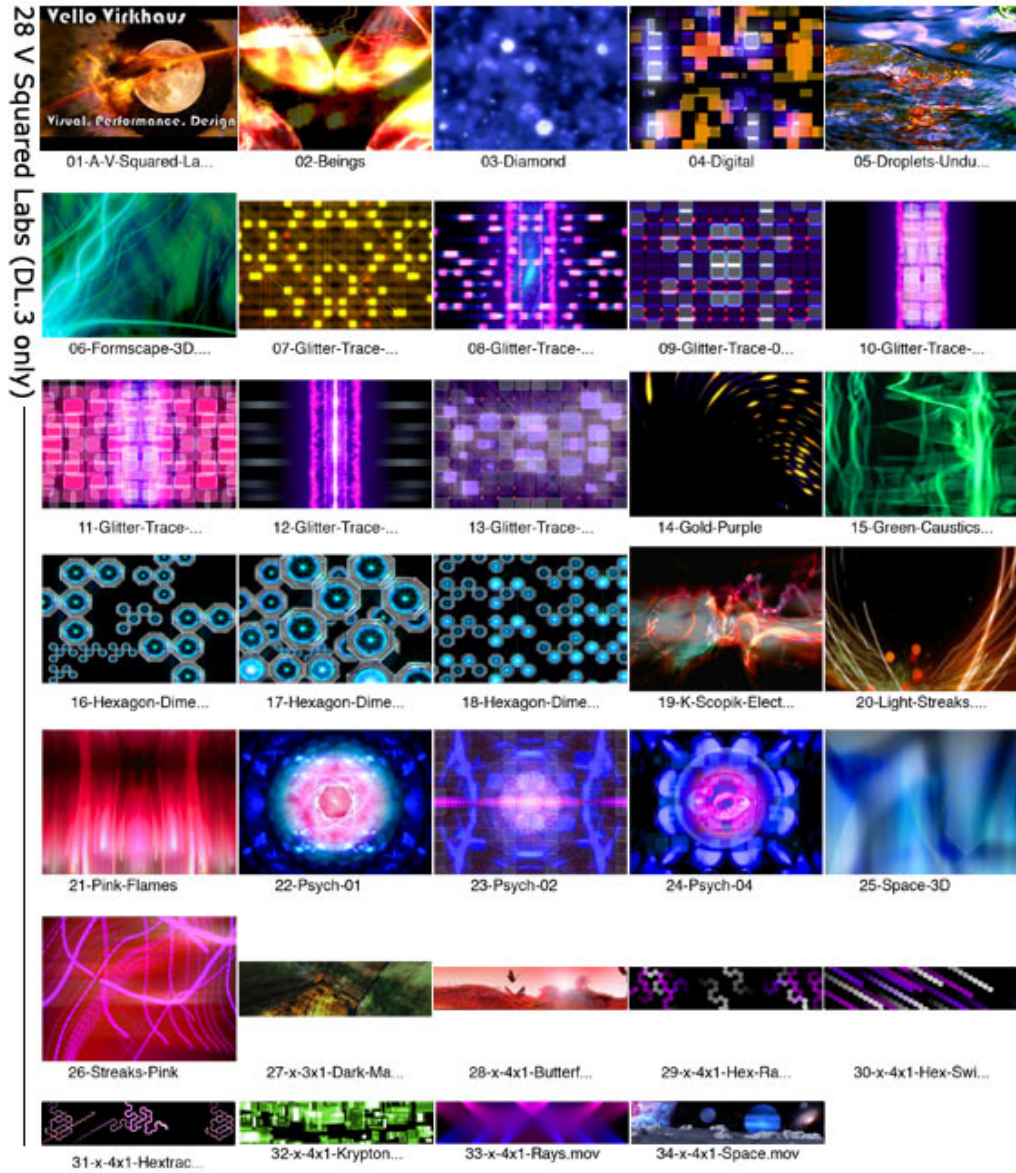 28 V Squared Labs (DL.3 only)
Vello Virkhaus
Visual. Performance. Design
01-A-V-Squared-La...
02-Beings
03-Diamond
04-Digital
05-Droplets-Undu...
06-Formscape-3D....
07-Glitter-Trace-...
08-Glitter-Trace-...
09-Glitter-Trace-0...
10-Glitter-Trace-...
11-Glitter-Trace-...
12-Glitter-Trace-...
13-Glitter-Trace-...
14-Gold-Purple
15-Green-Caustics...
16-Hexagon-Dime...
17-Hexagon-Dime...
18-Hexagon-Dime...
19-K-Scopik-Elect...
20-Light-Streaks....
21-Pink-Flames
22-Psych-01
23-Psych-02
24-Psych-04
25-Space-3D
26-Streaks-Pink
27-x-3x1-Dark-Ma...
28-x-4x1-Butterf...
29-x-4x1-Hex-Ra...
30-x-4x1-Hex-Swi...
31-x-4x1-Hextrac...
32-x-4x1-Krypton...
33-x-4x1-Rays.mov
34-x-4x1-Space.mov